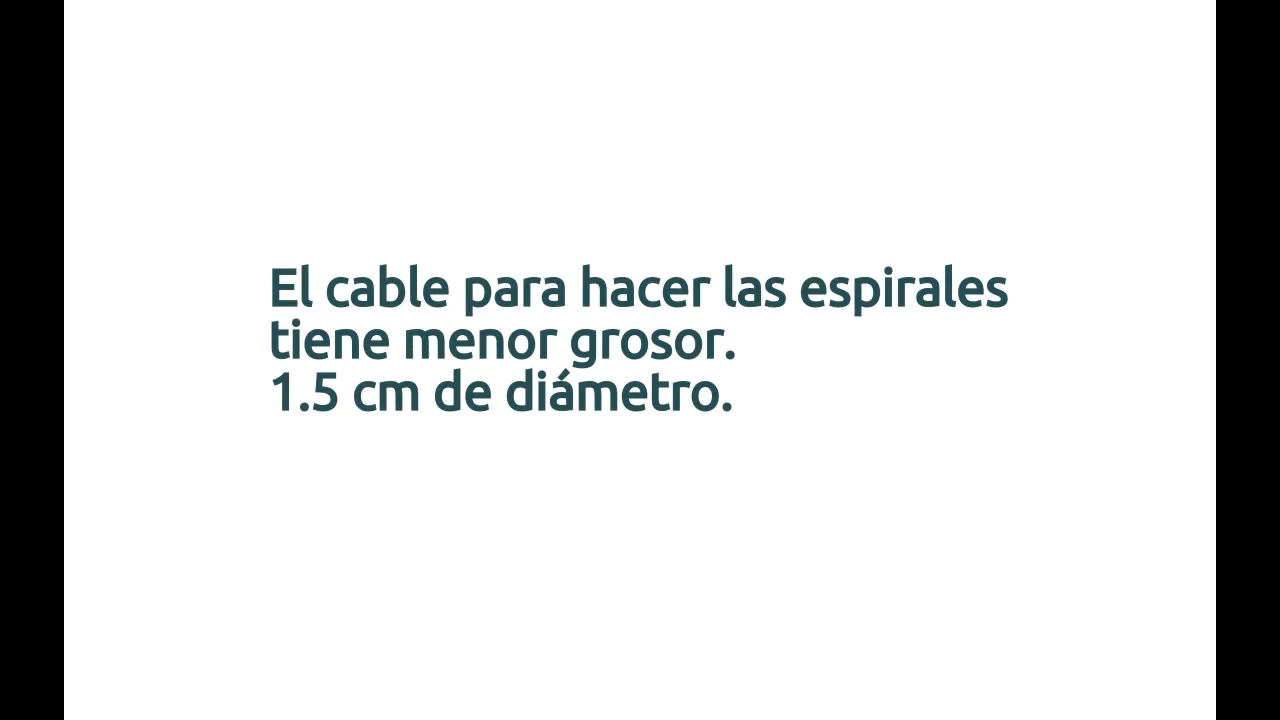 El cable para hacer las espirales
tiene menor grosor.
1.5 cm de diámetro.